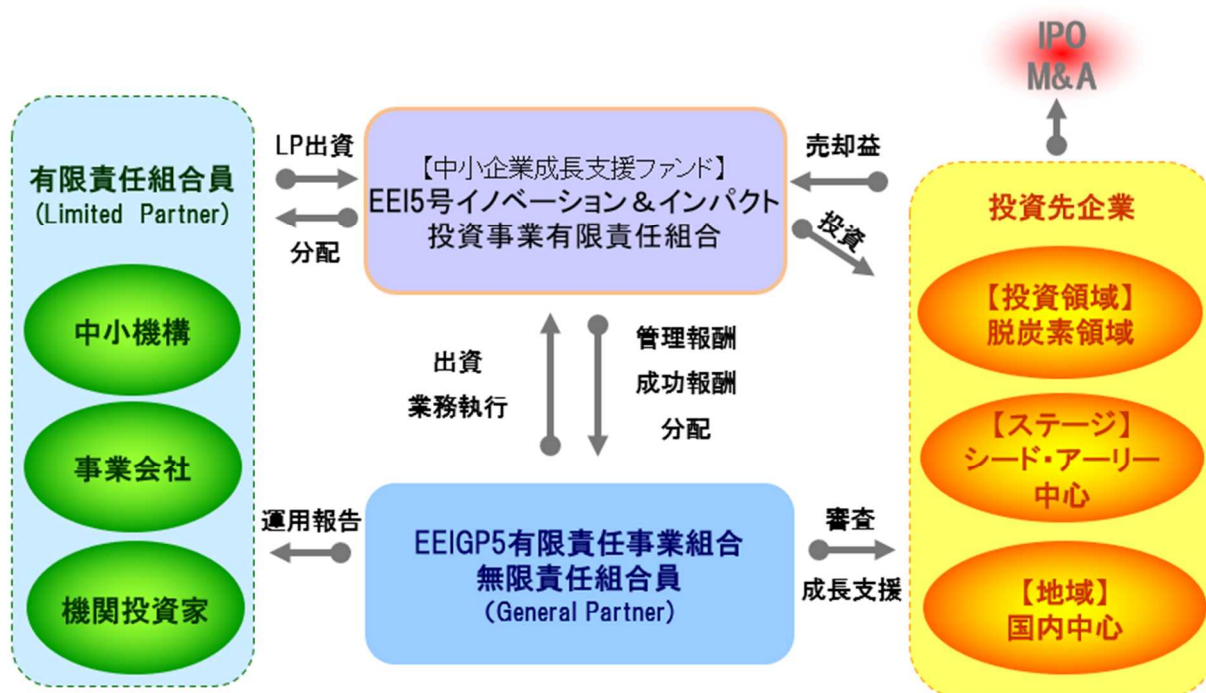 IPO
M&A
有限責任組合員
(Limited Partner)
中小機構
事業会社
機関投資家
LP出資
分配
【中小企業成長支援ファンド】
EEI5号イノベーション＆インパクト
投資事業有限責任組合
売却益
投資
出資
業務執行
管理報酬
成功報酬
分配
運用報告
EEIGP5有限責任事業組合
無限責任組合員
(General Partner)
審査
成長支援
投資先企業
【投資領域】
脱炭素領域
【ステージ】
シード・アーリー
中心
【地域】
国内中心